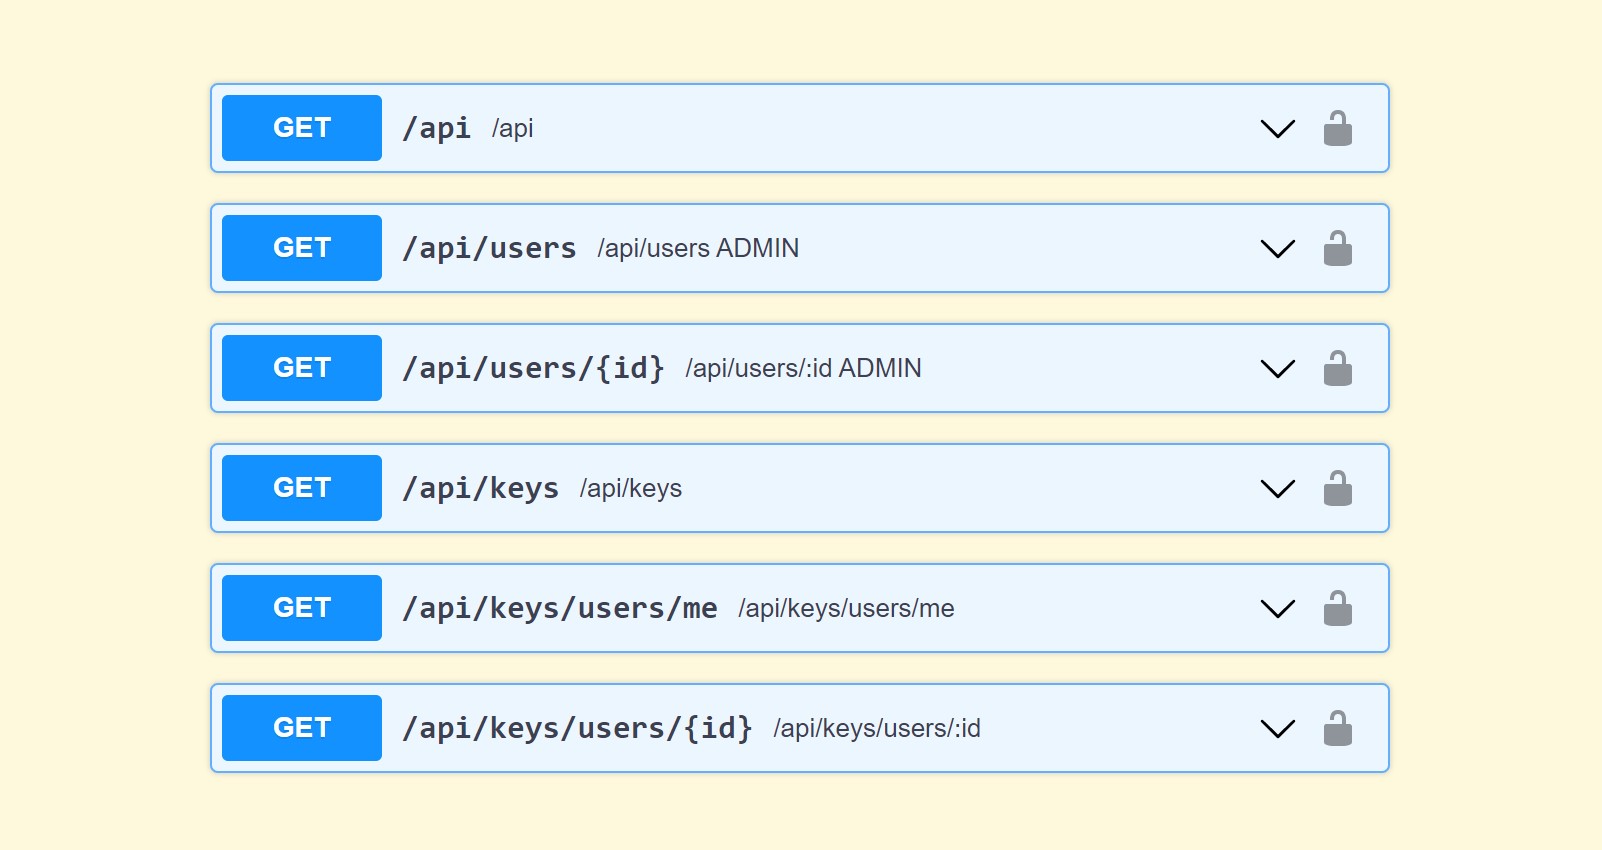 GET /api /api
GET /api/users /api/users ADMIN
GET /api/users/{id} /api/users/:id ADMIN
GET /api/keys /api/keys
GET /api/keys/users/me /api/keys/users/me
GET /api/keys/users/{id} /api/keys/users/:id